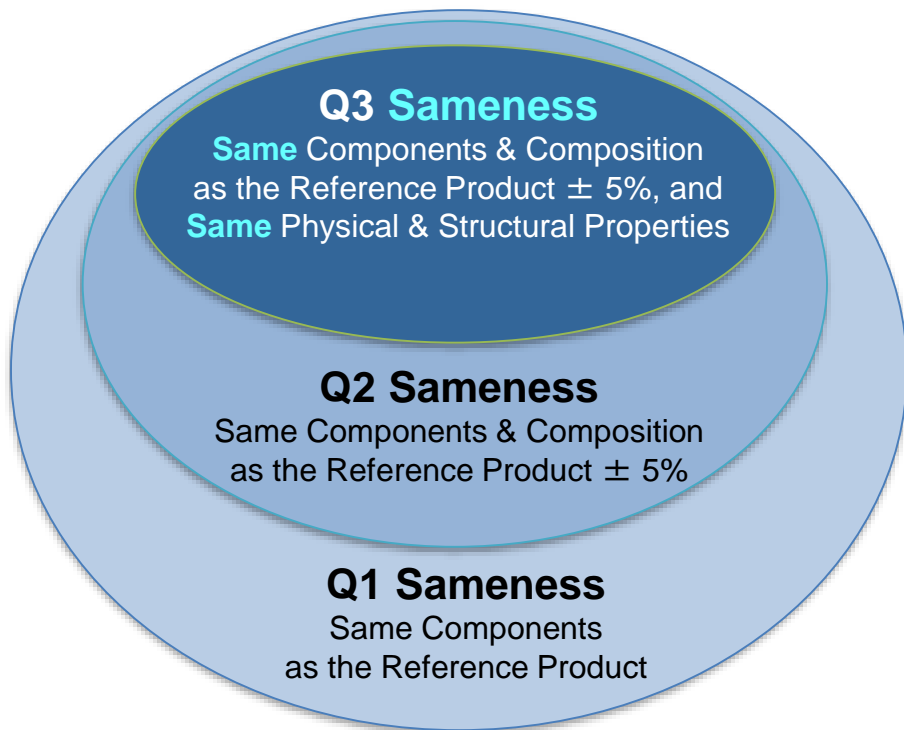 Q3 Sameness
Same Components & Composition
as the Reference Product ± 5%, and
Same Physical & Structural Properties
Q2 Sameness
Same Components & Composition
as the Reference Product ± 5%
Q1 Sameness
Same Components
as the Reference Product